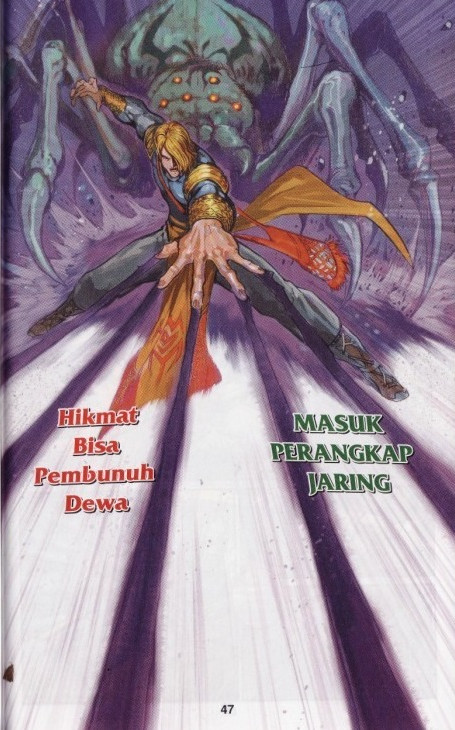 Hikmat
Bisa
Pembunuh
Dewa
MASUK
PERANGKAP
JARING
47